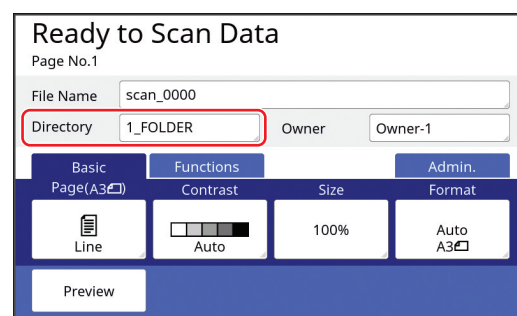 Ready to Scan Data
Page No.1
File Name scan_0000
Directory 1_FOLDER Owner Owner-1
Basic Functions Admin.
Page(A3) Contrast Size Format
Line Auto 100% Auto A3
Preview